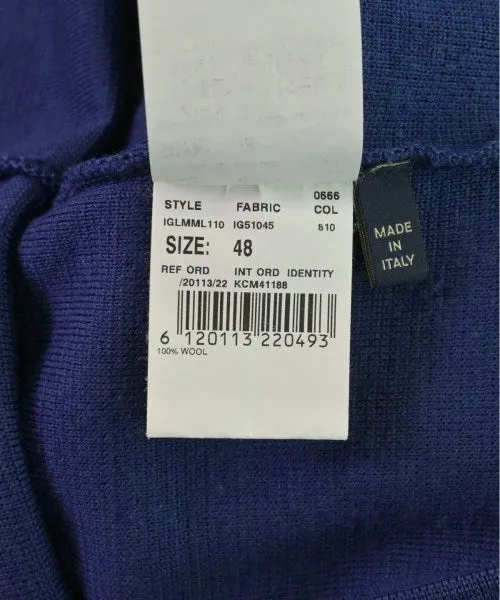 0666
STYLE FABRIC COL
IGLMML110 IG51045 810
SIZE: 48
REF ORD INT ORD IDENTITY
/20113/22 KCM41188
6 120113 220493
100% WOOL
MADE
IN
ITALY